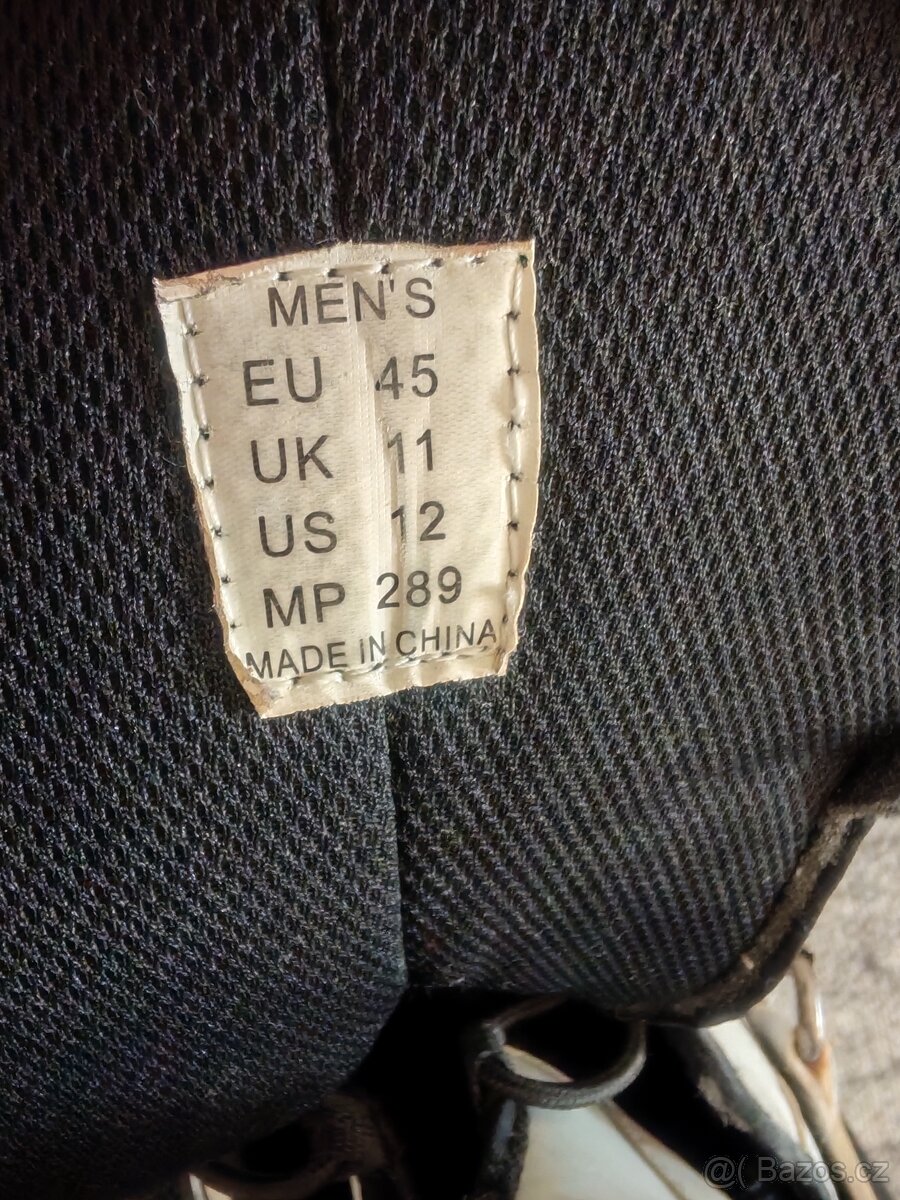 MEN'S
EU 45
UK 11
US 12
MP 289
MADE IN CHINA
@( Bazos.cz